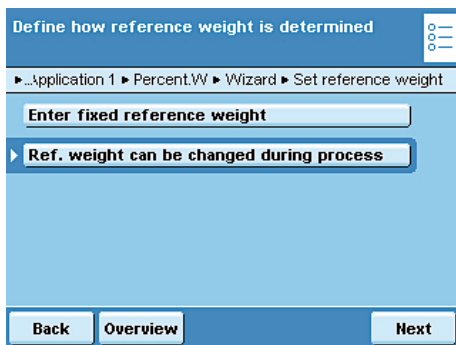 Define how reference weight is determined
▸...\pplication 1 ▸ Percent.W ▸ Wizard ▸ Set reference weight
Enter fixed reference weight
Ref. weight can be changed during process
Back Overview Next